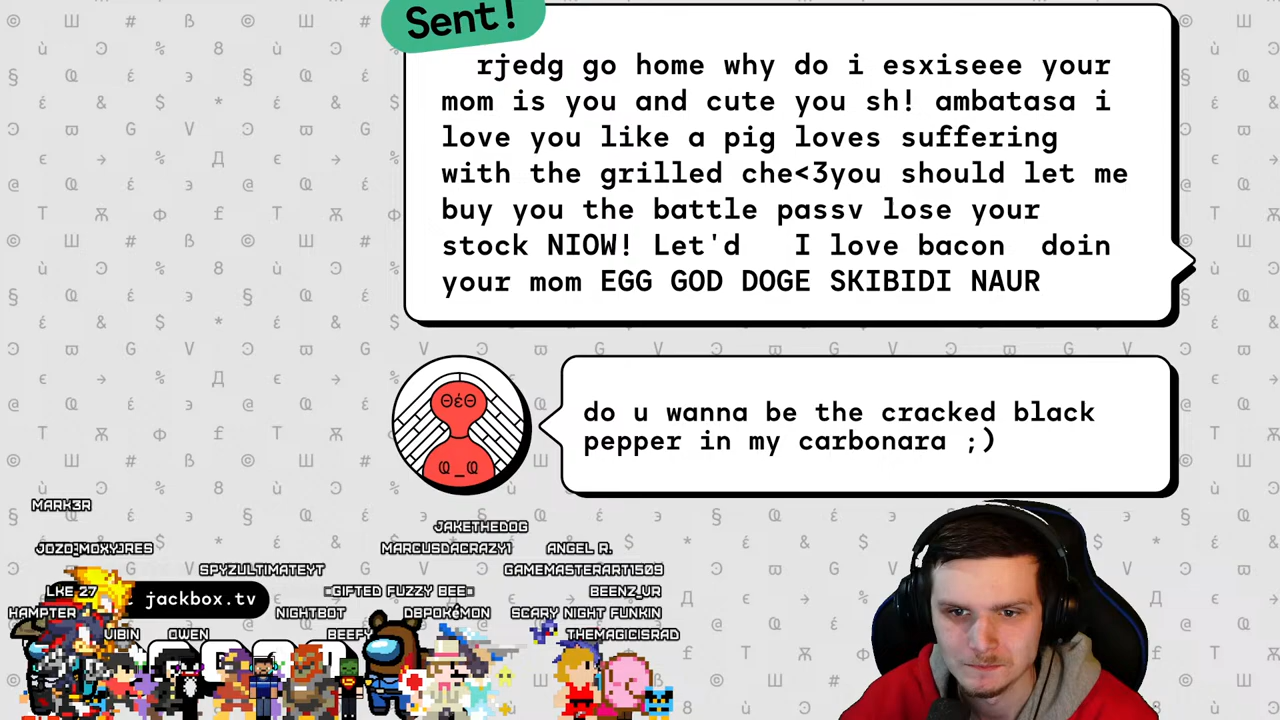 Sent!
rjedg go home why do i esxiseee your
mom is you and cute you sh! ambatasa i
love you like a pig loves suffering
with the grilled che<3you should let me
buy you the battle passv lose your
stock NIOW! Let'd I love bacon doin
your mom EGG GOD DOGE SKIBIDI NAUR
do u wanna be the cracked black
pepper in my carbonara ;)
MARK3R
JAKETHEDOG
MARCUSDACRAZY1
ANGEL R.
SPYZULTIMATEYT
GAMEMASTERART1509
LKE 27
jackbox.tv
GIFTED FUZZY BEE
BEENZ_VR
HAMPTER
NIGHTBOT
DEPOKéMON
SCARY NIGHT FUNKIN
VIBIN
OWEN
BEEFY
THEMAGICISRAD